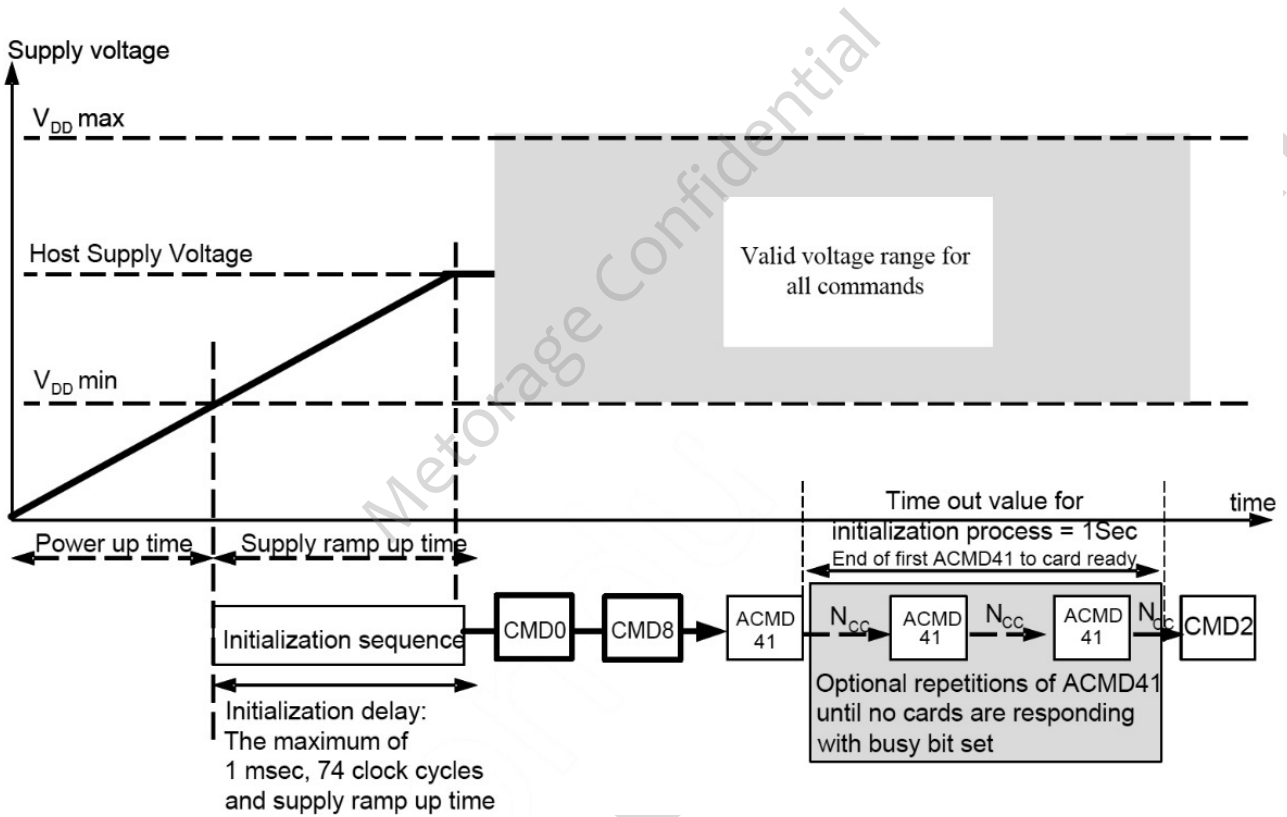 Supply voltage
V_DD max
Host Supply Voltage
Valid voltage range for
all commands
V_DD min
Metorage Confidential
Time out value for
initialization process = 1Sec
End of first ACMD41 to card ready
time
Power up time
Supply ramp up time
Initialization sequence
CMD0
CMD8
ACMD
41
N_CC
ACMD
41
N_CC
ACMD
41
N_CC
CMD2
Optional repetitions of ACMD41
until no cards are responding
with busy bit set
Initialization delay:
The maximum of
1 msec, 74 clock cycles
and supply ramp up time